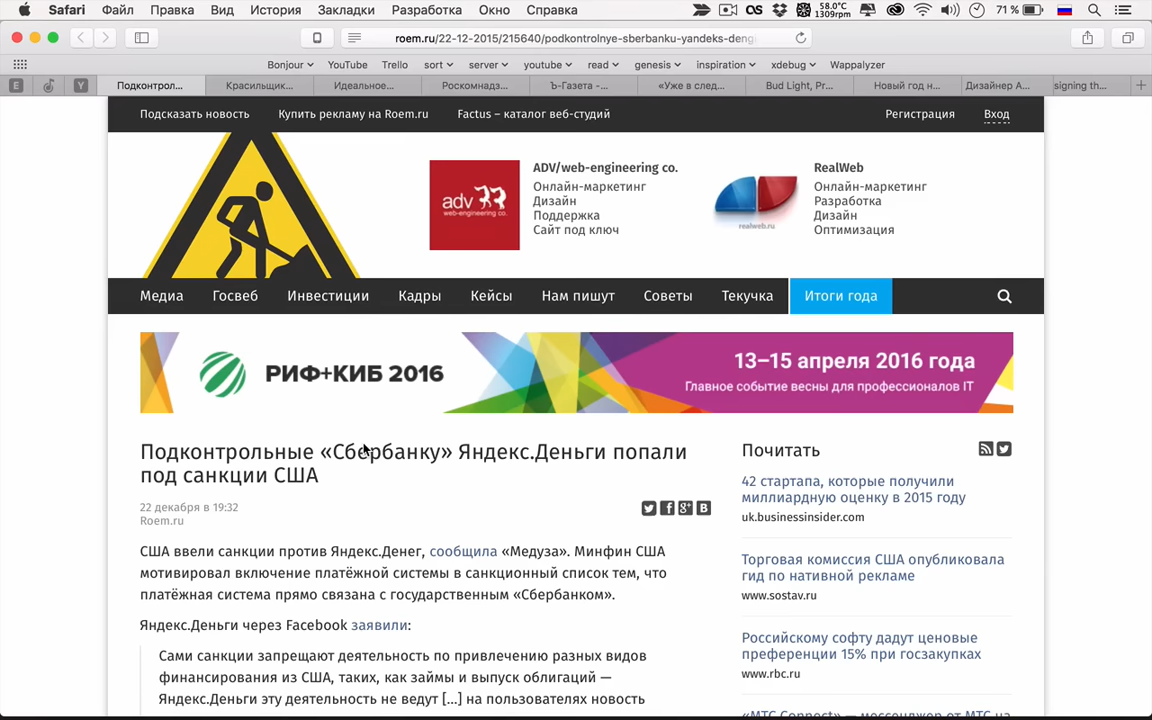 Safari Файл Правка Вид История Закладки Разработка Окно Справка
58.0°C
1309rpm
71 %
roem.ru/22-12-2015/215640/podkontrolnye-sberbanku-yandeks-deng
Bonjour YouTube Trello sort server youtube read genesis inspiration xdebug Wappalyzer
E Y Подконтрол... Красильщик... Идеальное... Роскомнадз... Ъ-Газета -... «Уже в след... Bud Light, Pr... Новый год н... Дизайнер А... signing th...
Подсказать новость Купить рекламу на Roem.ru Factus – каталог веб-студий Регистрация Вход
adv
web-engineering co.
ADV/web-engineering co.
Онлайн-маркетинг
Дизайн
Поддержка
Сайт под ключ
realweb.ru
RealWeb
Онлайн-маркетинг
Разработка
Дизайн
Оптимизация
Медиа Госвеб Инвестиции Кадры Кейсы Нам пишут Советы Текучка Итоги года
РИФ+КИБ 2016
13–15 апреля 2016 года
Главное событие весны для профессионалов IT
Подконтрольные «Сбербанку» Яндекс.Деньги попали
под санкции США
22 декабря в 19:32
Roem.ru
США ввели санкции против Яндекс.Денег, сообщила «Медуза». Минфин США
мотивировал включение платёжной системы в санкционный список тем, что
платёжная система прямо связана с государственным «Сбербанком».
Яндекс.Деньги через Facebook заявили:
Сами санкции запрещают деятельность по привлечению разных видов
финансирования из США, таких, как займы и выпуск облигаций —
Яндекс.Деньги эту деятельность не ведут [...] на пользователях новость
Почитать
42 стартапа, которые получили
миллиардную оценку в 2015 году
uk.businessinsider.com
Торговая комиссия США опубликовала
гид по нативной рекламе
www.sostav.ru
Российскому софту дадут ценовые
преференции 15% при госзакупках
www.rbc.ru
«МТС Connect» — мессенджер от МТС на